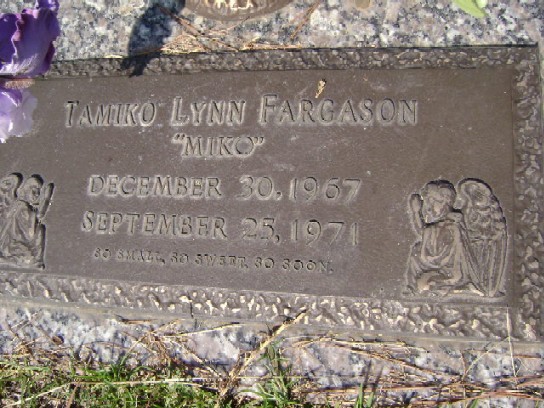 TAMIKO LYNN FARGASON
"MIKO"
DECEMBER 30, 1967
SEPTEMBER 25, 1971
SO SMALL, SO SWEET, SO SOON.